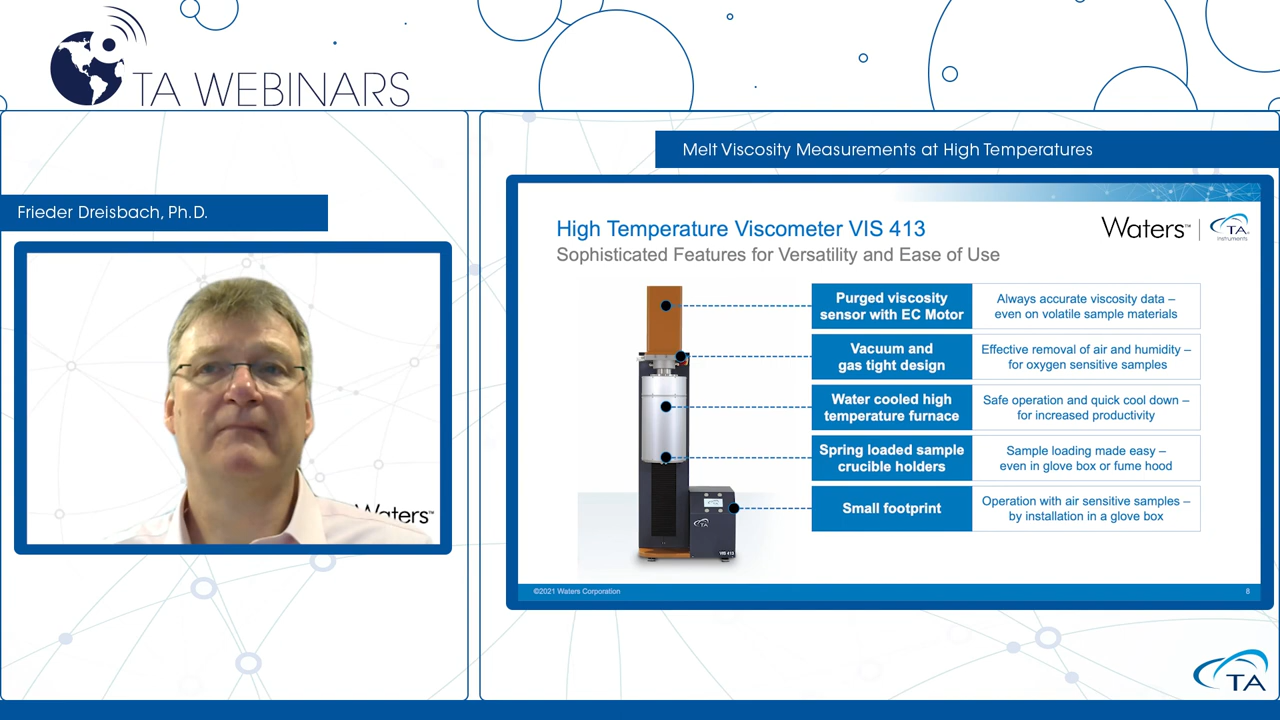 TA WEBINARS
Melt Viscosity Measurements at High Temperatures
Frieder Dreisbach, Ph.D.
Waters™
High Temperature Viscometer VIS 413
Sophisticated Features for Versatility and Ease of Use
Waters™
TA
Instruments
Purged viscosity
sensor with EC Motor
Always accurate viscosity data –
even on volatile sample materials
Vacuum and
gas tight design
Effective removal of air and humidity –
for oxygen sensitive samples
Water cooled high
temperature furnace
Safe operation and quick cool down –
for increased productivity
Spring loaded sample
crucible holders
Sample loading made easy –
even in glove box or fume hood
Small footprint
Operation with air sensitive samples –
by installation in a glove box
TA
VIS 413
©2021 Waters Corporation
8
TA